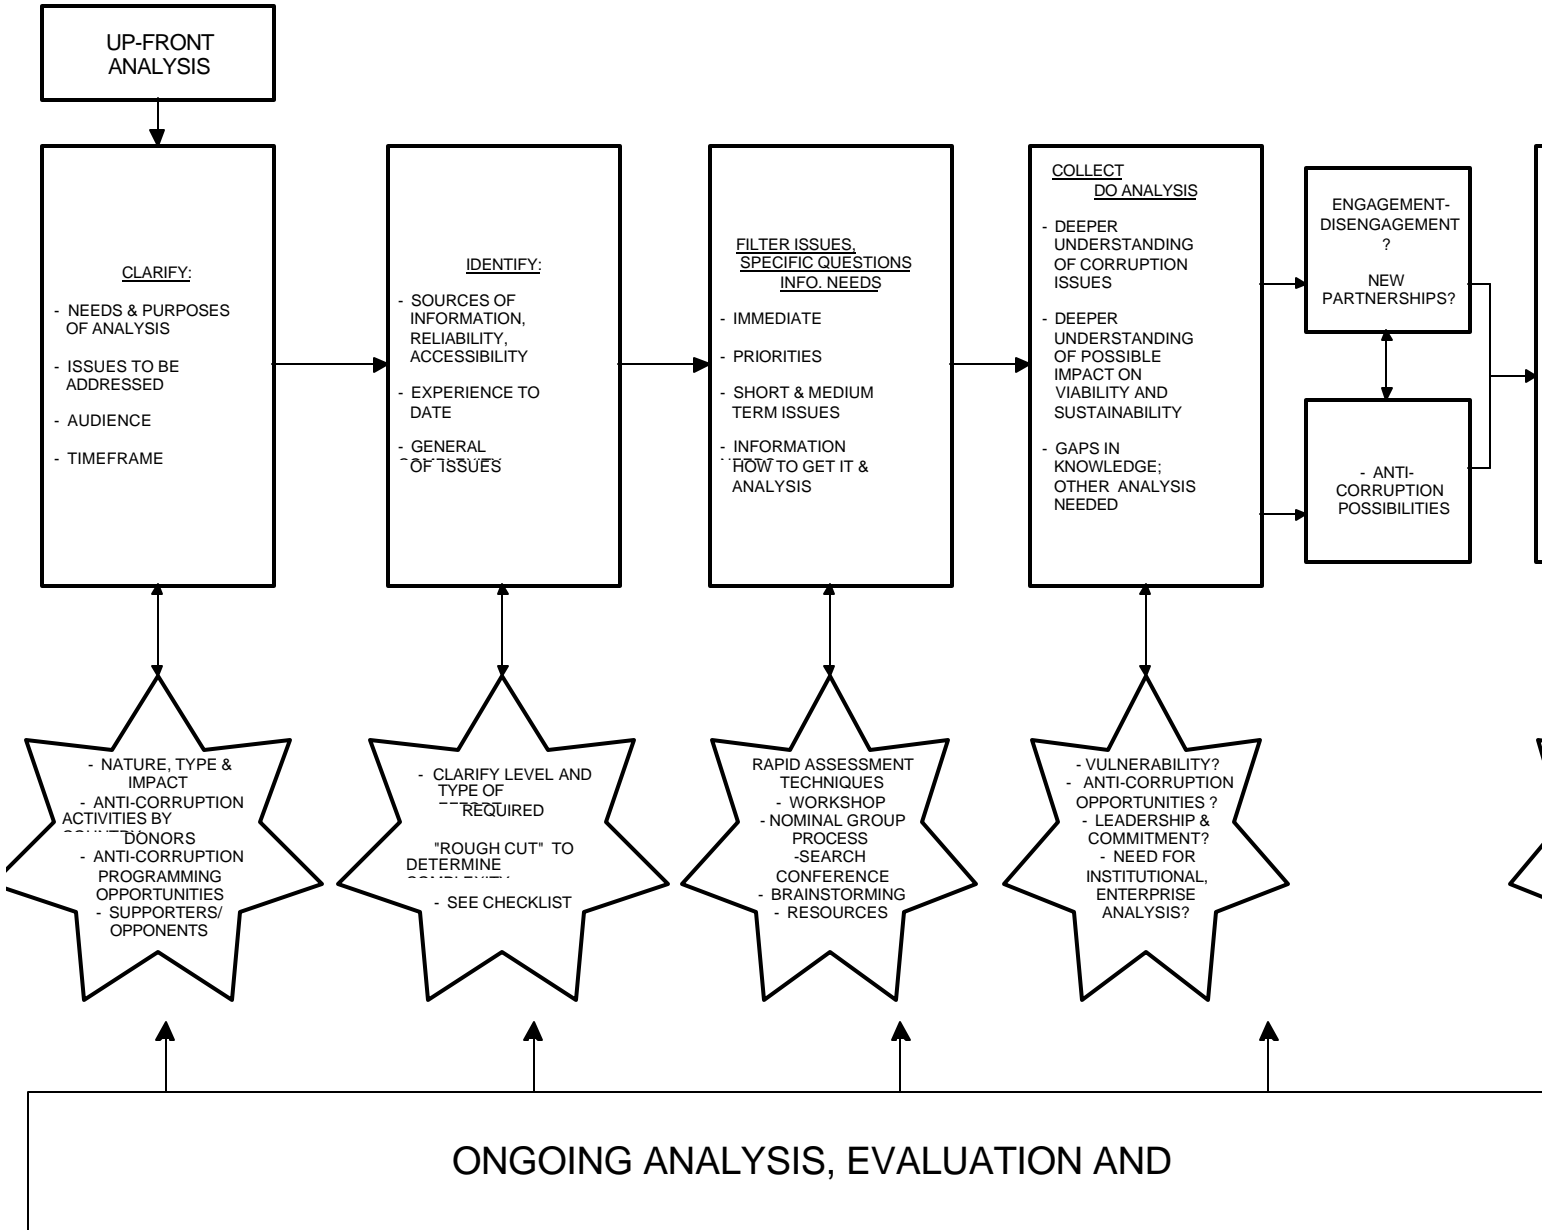 UP-FRONT
ANALYSIS
CLARIFY:
- NEEDS & PURPOSES
OF ANALYSIS
- ISSUES TO BE
ADDRESSED
- AUDIENCE
- TIMEFRAME
IDENTIFY:
- SOURCES OF
INFORMATION,
RELIABILITY,
ACCESSIBILITY
- EXPERIENCE TO
DATE
- GENERAL
OF ISSUES
FILTER ISSUES,
SPECIFIC QUESTIONS
INFO. NEEDS
- IMMEDIATE
- PRIORITIES
- SHORT & MEDIUM
TERM ISSUES
- INFORMATION
HOW TO GET IT &
ANALYSIS
COLLECT
DO ANALYSIS
- DEEPER
UNDERSTANDING
OF CORRUPTION
ISSUES
- DEEPER
UNDERSTANDING
OF POSSIBLE
IMPACT ON
VIABILITY AND
SUSTAINABILITY
- GAPS IN
KNOWLEDGE;
OTHER ANALYSIS
NEEDED
ENGAGEMENT-
DISENGAGEMENT
?
NEW
PARTNERSHIPS?
- ANTI-
CORRUPTION
POSSIBILITIES
- NATURE, TYPE &
IMPACT
- ANTI-CORRUPTION
ACTIVITIES BY
DONORS
- ANTI-CORRUPTION
PROGRAMMING
OPPORTUNITIES
- SUPPORTERS/
OPPONENTS
- CLARIFY LEVEL AND
TYPE OF
REQUIRED
"ROUGH CUT" TO
DETERMINE
- SEE CHECKLIST
RAPID ASSESSMENT
TECHNIQUES
- WORKSHOP
- NOMINAL GROUP
PROCESS
-SEARCH
CONFERENCE
- BRAINSTORMING
- RESOURCES
- VULNERABILITY?
- ANTI-CORRUPTION
OPPORTUNITIES ?
- LEADERSHIP &
COMMITMENT?
- NEED FOR
INSTITUTIONAL,
ENTERPRISE
ANALYSIS?
ONGOING ANALYSIS, EVALUATION AND